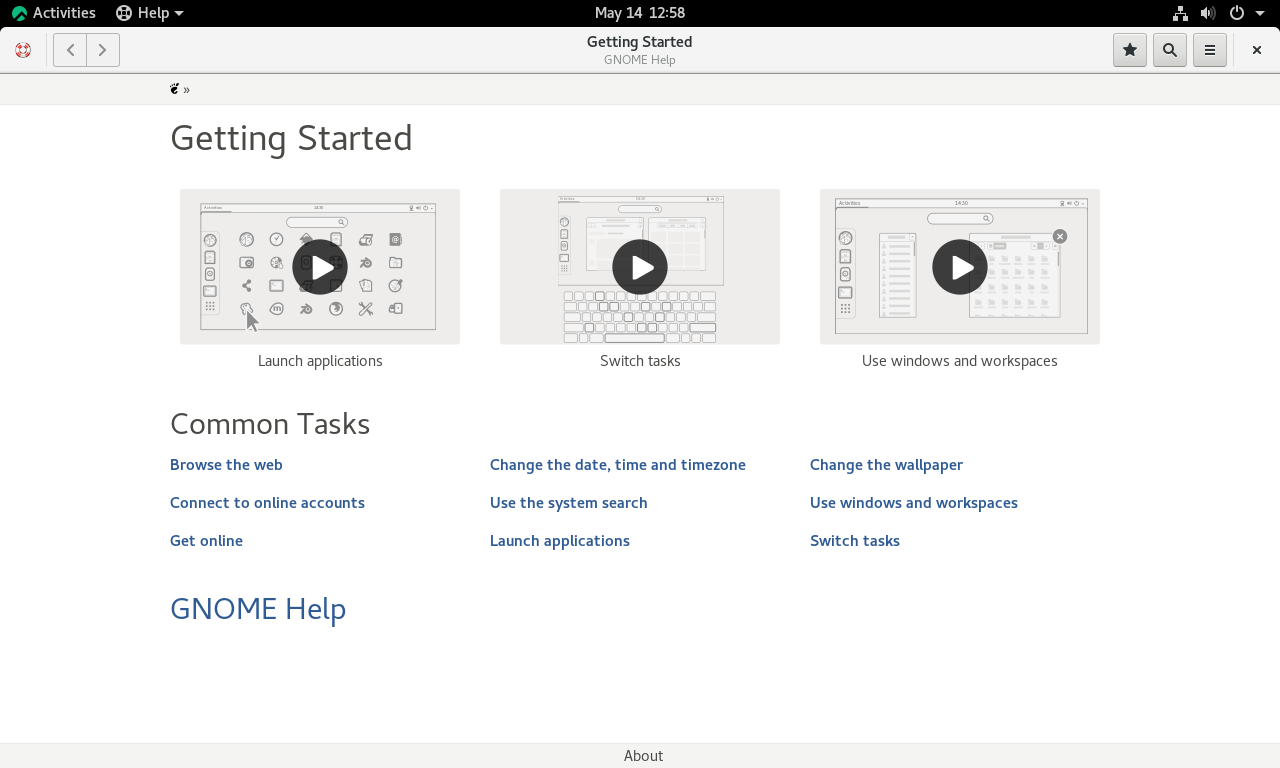 Activities Help May 14 12:58
Getting Started
GNOME Help
»
Getting Started
Activities 14:30
Activities 14:30
Activities 14:30
Launch applications Switch tasks Use windows and workspaces
Common Tasks
Browse the web Change the date, time and timezone Change the wallpaper
Connect to online accounts Use the system search Use windows and workspaces
Get online Launch applications Switch tasks
GNOME Help
About